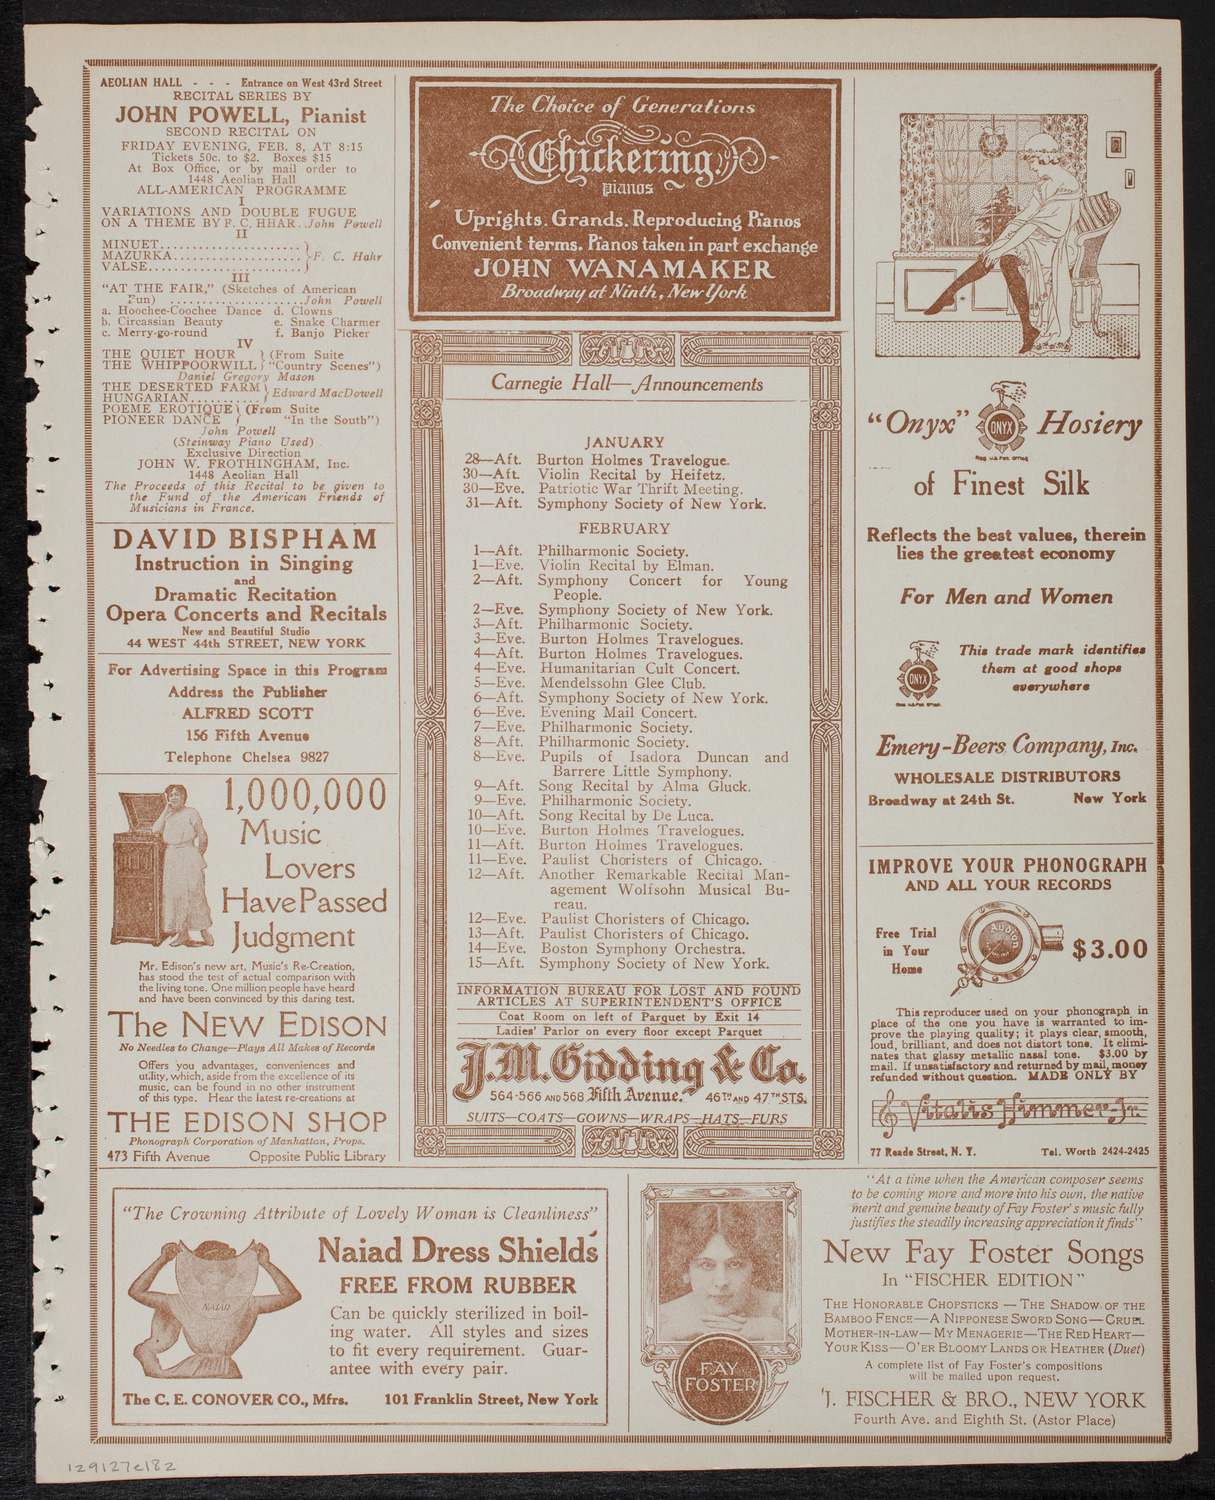 AEOLIAN HALL - - - Entrance on West 43rd Street
RECITAL SERIES BY
JOHN POWELL, Pianist
SECOND RECITAL ON
FRIDAY EVENING, FEB. 8, AT 8:15
Tickets 50c. to $2. Boxes $15
At Box Office, or by mail order to
1448 Aeolian Hall
ALL-AMERICAN PROGRAMME
I
VARIATIONS AND DOUBLE FUGUE
ON A THEME BY F. C. HHAR. .John Powell
II
MINUET......................
MAZURKA.................... } F. C. Hahr
VALSE........................
III
"AT THE FAIR," (Sketches of American
Fun) .....................John Powell
a. Hoochee-Coochee Dance d. Clowns
b. Circassian Beauty e. Snake Charmer
c. Merry-go-round f. Banjo Picker
IV
THE QUIET HOUR } (From Suite
THE WHIPPOORWILL } "Country Scenes")
Daniel Gregory Mason
THE DESERTED FARM }
HUNGARIAN........... } Edward MacDowell
POEME EROTIQUE } (From Suite
PIONEER DANCE } "In the South")
John Powell
(Steinway Piano Used)
Exclusive Direction
JOHN W. FROTHINGHAM, Inc.
1448 Aeolian Hall
The Proceeds of this Recital to be given to
the Fund of the American Friends of
Musicians in France.
DAVID BISPHAM
Instruction in Singing
and
Dramatic Recitation
Opera Concerts and Recitals
New and Beautiful Studio
44 WEST 44th STREET, NEW YORK
For Advertising Space in this Program
Address the Publisher
ALFRED SCOTT
156 Fifth Avenue
Telephone Chelsea 9827
1,000,000
Music
Lovers
Have Passed
Judgment
Mr. Edison's new art, Music's Re-Creation,
has stood the test of actual comparison with
the living tone. One million people have heard
and have been convinced by this daring test.
The NEW EDISON
No Needles to Change—Plays All Makes of Records
Offers you advantages, conveniences and
utility, which, aside from the excellence of its
music, can be found in no other instrument
of this type. Hear the latest re-creations at
THE EDISON SHOP
Phonograph Corporation of Manhattan, Props.
473 Fifth Avenue Opposite Public Library
The Choice of Generations
Chickering
pianos
Uprights. Grands. Reproducing Pianos
Convenient terms. Pianos taken in part exchange
JOHN WANAMAKER
Broadway at Ninth, New York
Carnegie Hall—Announcements
JANUARY
28—Aft. Burton Holmes Travelogue.
30—Aft. Violin Recital by Heifetz.
30—Eve. Patriotic War Thrift Meeting.
31—Aft. Symphony Society of New York.
FEBRUARY
1—Aft. Philharmonic Society.
1—Eve. Violin Recital by Elman.
2—Aft. Symphony Concert for Young
People.
2—Eve. Symphony Society of New York.
3—Aft. Philharmonic Society.
3—Eve. Burton Holmes Travelogues.
4—Aft. Burton Holmes Travelogues.
4—Eve. Humanitarian Cult Concert.
5—Eve. Mendelssohn Glee Club.
6—Aft. Symphony Society of New York.
6—Eve. Evening Mail Concert.
7—Eve. Philharmonic Society.
8—Aft. Philharmonic Society.
8—Eve. Pupils of Isadora Duncan and
Barrere Little Symphony.
9—Aft. Song Recital by Alma Gluck.
9—Eve. Philharmonic Society.
10—Aft. Song Recital by De Luca.
10—Eve. Burton Holmes Travelogues.
11—Aft. Burton Holmes Travelogues.
11—Eve. Paulist Choristers of Chicago.
12—Aft. Another Remarkable Recital Man-
agement Wolfsohn Musical Bu-
reau.
12—Eve. Paulist Choristers of Chicago.
13—Aft. Paulist Choristers of Chicago.
14—Eve. Boston Symphony Orchestra.
15—Aft. Symphony Society of New York.
INFORMATION BUREAU FOR LOST AND FOUND
ARTICLES AT SUPERINTENDENT'S OFFICE
Coat Room on left of Parquet by Exit 14
Ladies' Parlor on every floor except Parquet
J.M. Gidding & Co.
564-566 AND 568 Fifth Avenue. 46TH AND 47TH STS.
SUITS—COATS—GOWNS—WRAPS—HATS—FURS
"Onyx" ONYX Hosiery
Reg. U.S. Pat. Office
of Finest Silk
Reflects the best values, therein
lies the greatest economy
For Men and Women
ONYX
This trade mark identifies
them at good shops
everywhere
Emery-Beers Company, Inc.
WHOLESALE DISTRIBUTORS
Broadway at 24th St. New York
IMPROVE YOUR PHONOGRAPH
AND ALL YOUR RECORDS
Free Trial
in Your
Home
Audion
$3.00
This reproducer used on your phonograph in
place of the one you have is warranted to im-
prove the playing quality; it plays clear, smooth,
loud, brilliant, and does not distort tone. It elimi-
nates that glassy metallic nasal tone. $3.00 by
mail. If unsatisfactory and returned by mail, money
refunded without question. MADE ONLY BY
Vitalis Himmer-Jr.
77 Reade Street, N. Y. Tel. Worth 2424-2425
"The Crowning Attribute of Lovely Woman is Cleanliness"
NAIAD
Naiad Dress Shields
FREE FROM RUBBER
Can be quickly sterilized in boil-
ing water. All styles and sizes
to fit every requirement. Guar-
antee with every pair.
The C. E. CONOVER CO., Mfrs. 101 Franklin Street, New York
FAY
FOSTER
"At a time when the American composer seems
to be coming more and more into his own, the native
merit and genuine beauty of Fay Foster's music fully
justifies the steadily increasing appreciation it finds"
New Fay Foster Songs
In "FISCHER EDITION"
THE HONORABLE CHOPSTICKS — THE SHADOW OF THE
BAMBOO FENCE—A NIPPONESE SWORD SONG—CRUEL
MOTHER-IN-LAW—MY MENAGERIE—THE RED HEART—
YOUR KISS—O'ER BLOOMY LANDS OR HEATHER (Duet)
A complete list of Fay Foster's compositions
will be mailed upon request.
J. FISCHER & BRO., NEW YORK
Fourth Ave. and Eighth St. (Astor Place)
129127e182